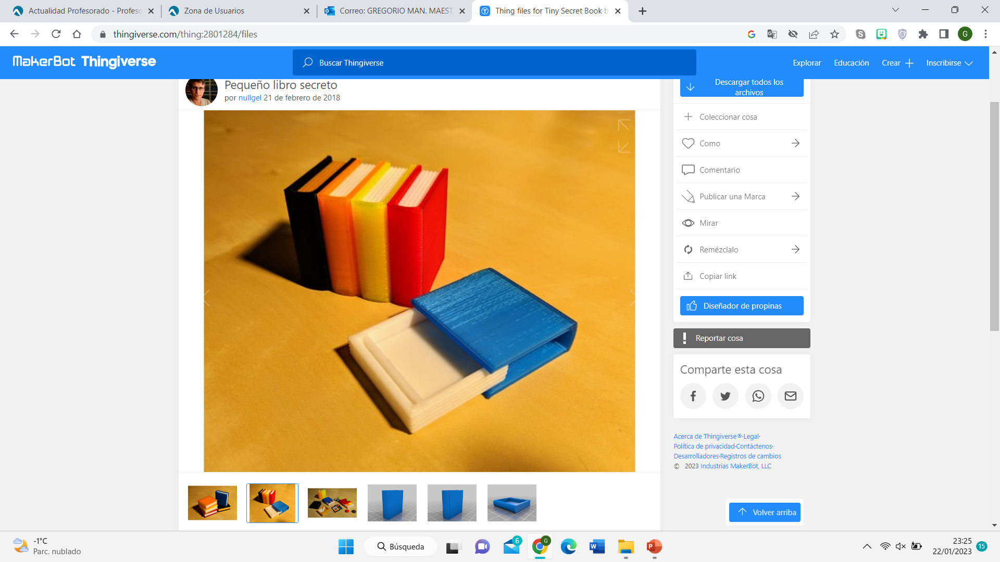 Actualidad Profesorado - Profeso
Zona de Usuarios
Correo: GREGORIO MAN. MAEST
Thing files for Tiny Secret Book b
thingiverse.com/thing:2801284/files
G
MakerBot Thingiverse
Buscar Thingiverse
Explorar
Educación
Crear
Inscribirse
Pequeño libro secreto
por nullgel 21 de febrero de 2018
Descargar todos los
archivos
Coleccionar cosa
Como
Comentario
Publicar una Marca
Mirar
Remézclalo
Copiar link
Diseñador de propinas
Reportar cosa
Comparte esta cosa
Acerca de Thingiverse®·Legal·
Política de privacidad·Contáctenos·
Desarrolladores·Registros de cambios
© 2023 Industrias MakerBot, LLC
Volver arriba
-1°C
Parc. nublado
Búsqueda
6
G
23:25
22/01/2023
15